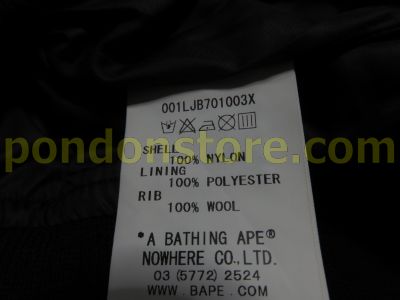 001LJB701003X
SHELL
100% NYLON
pondonstore.com
LINING
100% POLYESTER
RIB
100% WOOL
"A BATHING APE®
NOWHERE CO.,LTD.
03(5772)2524
WWW.BAPE.COM